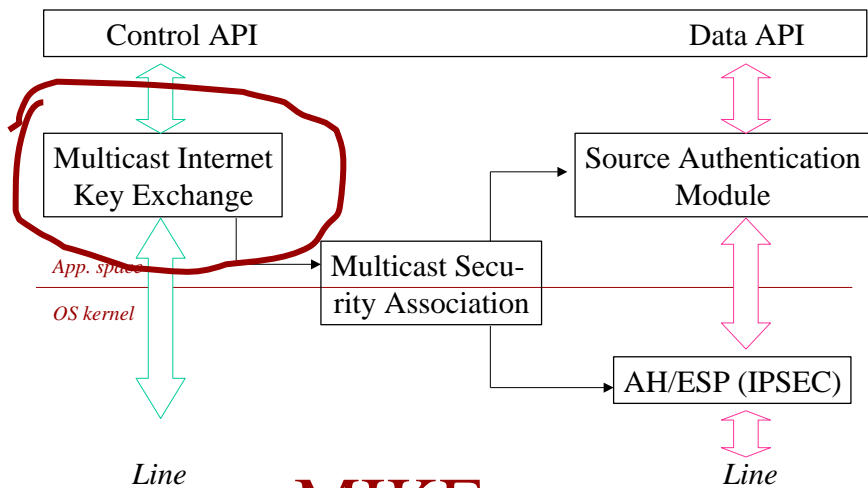 Control API
Data API
Multicast Internet
Key Exchange
Source Authentication
Module
App. space
OS kernel
Multicast Secu-
rity Association
AH/ESP (IPSEC)
Line
Line
MIKE